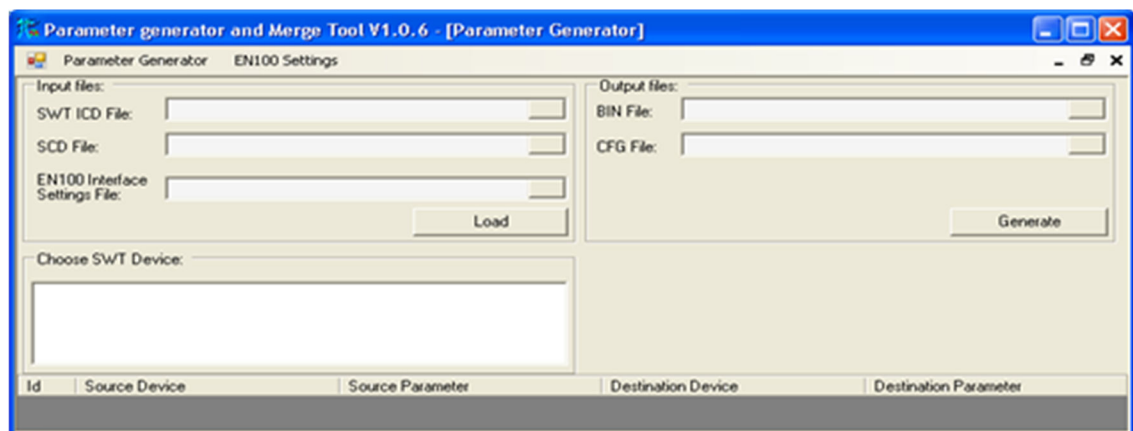 Parameter generator and Merge Tool V1.0.6 - [Parameter Generator]
Parameter Generator EN100 Settings
Input files:
SWT ICD File:
SCD File:
EN100 Interface
Settings File:
Load
Output files:
BIN File:
CFG File:
Generate
Choose SWT Device:
Id Source Device Source Parameter Destination Device Destination Parameter